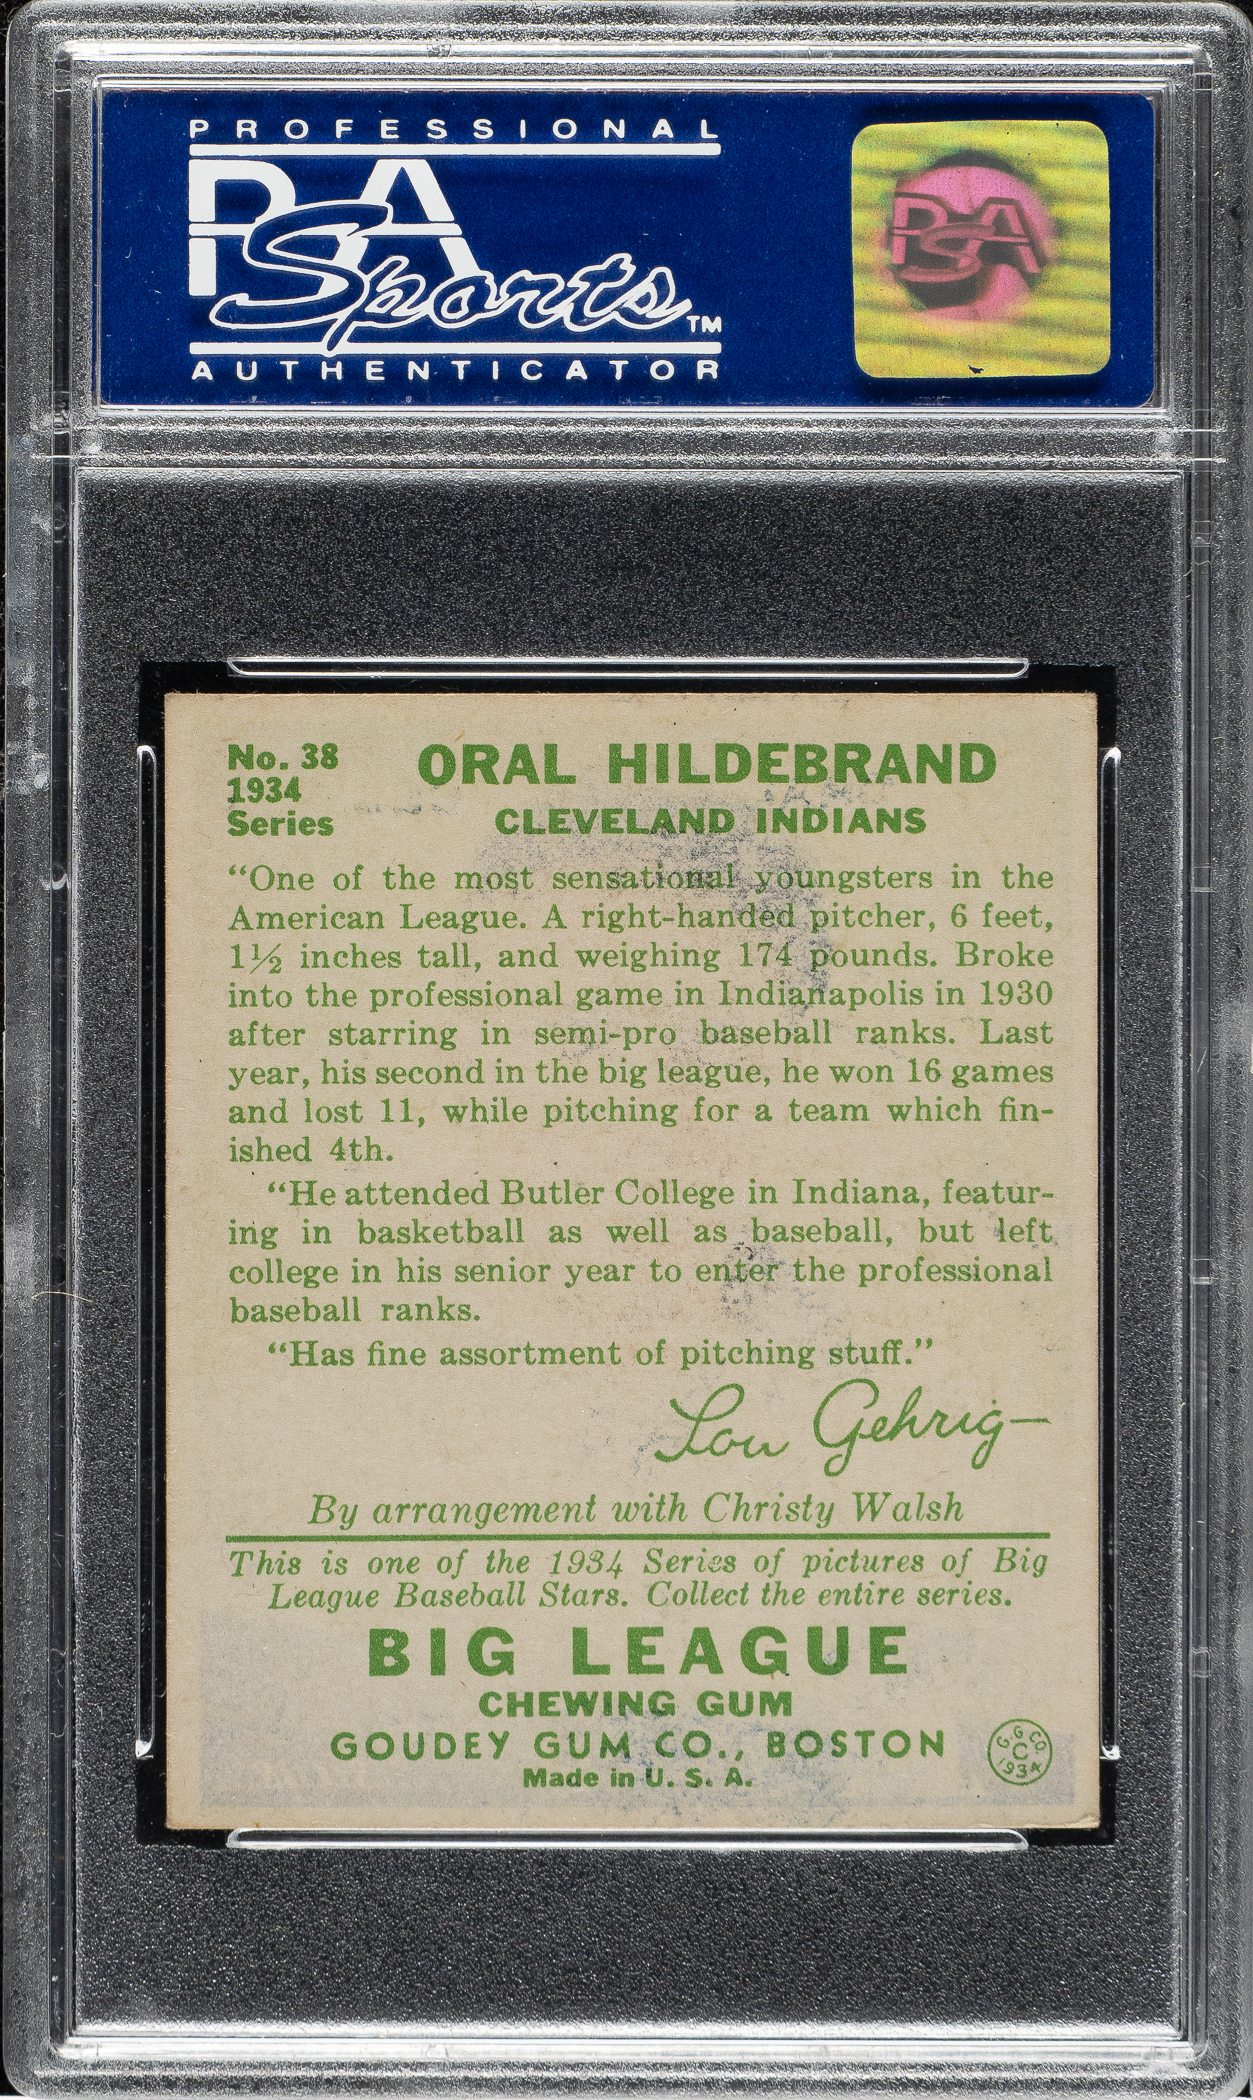 PROFESSIONAL
PSA
Sports™
AUTHENTICATOR
PSA
No. 38
1934
Series
ORAL HILDEBRAND
CLEVELAND INDIANS
“One of the most sensational youngsters in the
American League. A right-handed pitcher, 6 feet,
1½ inches tall, and weighing 174 pounds. Broke
into the professional game in Indianapolis in 1930
after starring in semi-pro baseball ranks. Last
year, his second in the big league, he won 16 games
and lost 11, while pitching for a team which fin-
ished 4th.
“He attended Butler College in Indiana, featur-
ing in basketball as well as baseball, but left
college in his senior year to enter the professional
baseball ranks.
“Has fine assortment of pitching stuff.”
Lou Gehrig—
By arrangement with Christy Walsh
This is one of the 1934 Series of pictures of Big
League Baseball Stars. Collect the entire series.
BIG LEAGUE
CHEWING GUM
GOUDEY GUM CO., BOSTON
Made in U. S. A.
G. G. CO.
C
1934